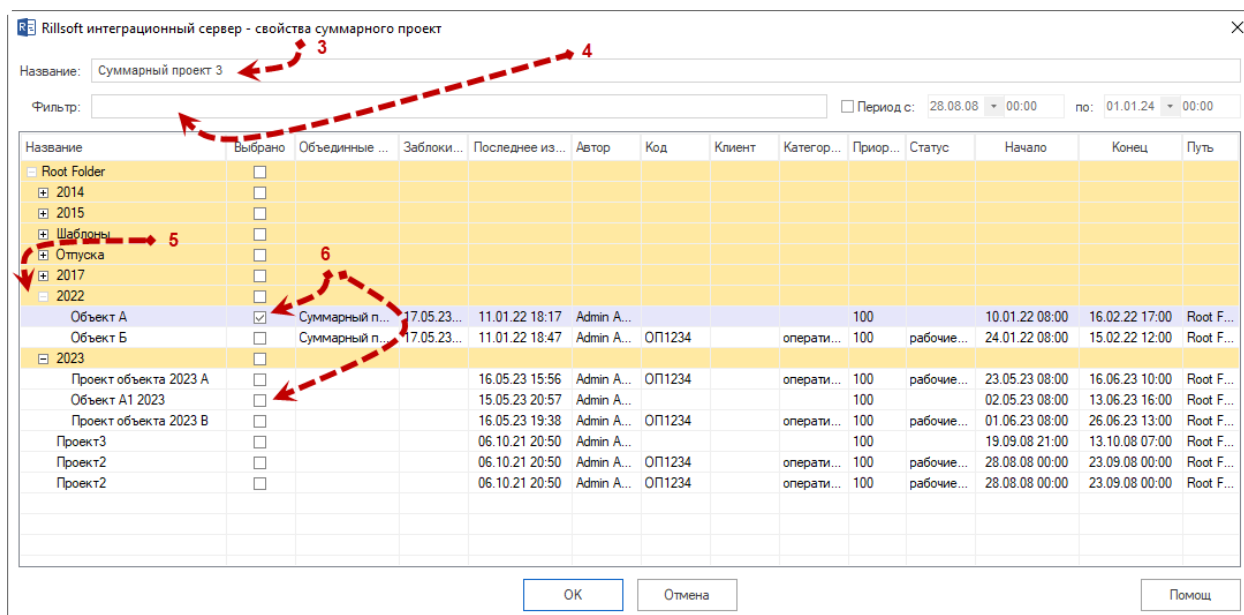 Rillsoft интеграционный сервер - свойства суммарного проект
3
4
Название: Суммарный проект 3
Фильтр: Период с: 28.08.08 00:00 по: 01.01.24 00:00
Название Выбрано Объединные ... Заблоки... Последнее из... Автор Код Клиент Категор... Приор... Статус Начало Конец Путь
Root Folder
2014
2015
Шаблоны
5
Отпуска
6
2017
2022
Объект А Суммарный п... 17.05.23... 11.01.22 18:17 Admin A... 100 10.01.22 08:00 16.02.22 17:00 Root F...
Объект Б Суммарный п... 17.05.23... 11.01.22 18:47 Admin A... ОП1234 операти... 100 рабочие... 24.01.22 08:00 15.02.22 12:00 Root F...
2023
Проект объекта 2023 А 16.05.23 15:56 Admin A... ОП1234 операти... 100 рабочие... 23.05.23 08:00 16.06.23 10:00 Root F...
Объект А1 2023 15.05.23 20:57 Admin A... 100 02.05.23 08:00 13.06.23 16:00 Root F...
Проект объекта 2023 В 16.05.23 19:38 Admin A... ОП1234 операти... 100 рабочие... 01.06.23 08:00 26.06.23 13:00 Root F...
Проект3 06.10.21 20:50 Admin A... 100 19.09.08 21:00 13.10.08 07:00 Root F...
Проект2 06.10.21 20:50 Admin A... ОП1234 операти... 100 рабочие... 28.08.08 00:00 23.09.08 00:00 Root F...
Проект2 06.10.21 20:50 Admin A... ОП1234 операти... 100 рабочие... 28.08.08 00:00 23.09.08 00:00 Root F...
OK Отмена Помощ